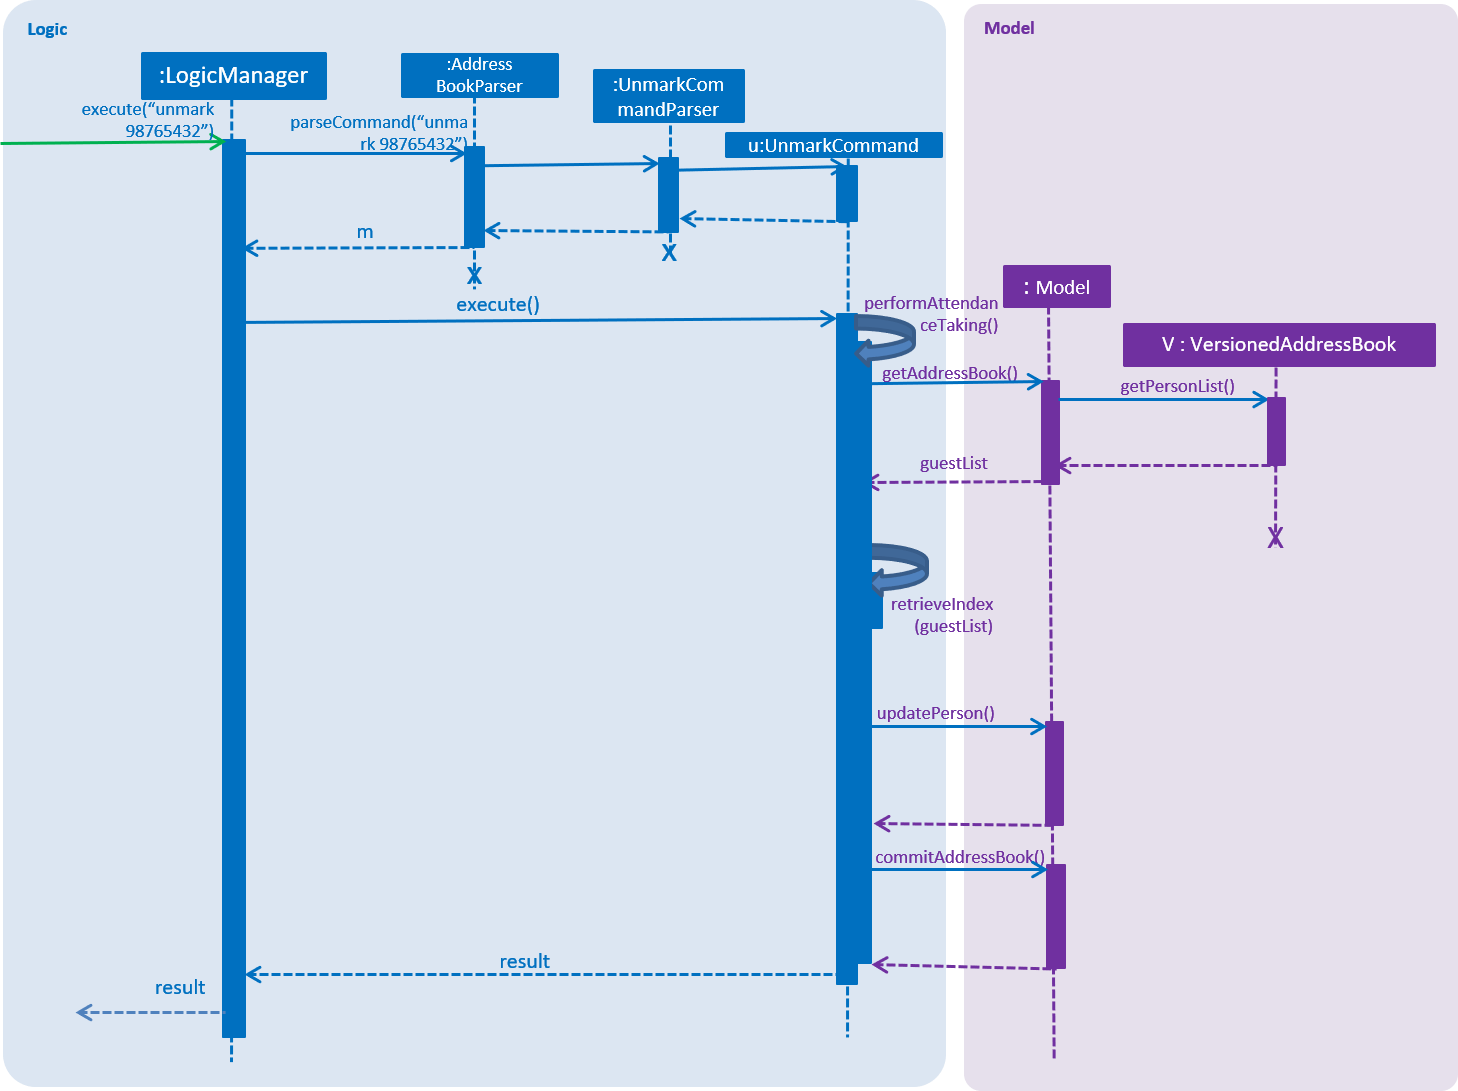 Logic
Model
:LogicManager
:Address
BookParser
:UnmarkCom
mandParser
u:UnmarkCommand
execute(“unmark
98765432”)
parseCommand(“unma
rk 98765432”)
m
X
X
execute()
performAttendan
ceTaking()
: Model
V : VersionedAddressBook
getAddressBook()
getPersonList()
guestList
X
retrieveIndex
(guestList)
updatePerson()
commitAddressBook()
result
result